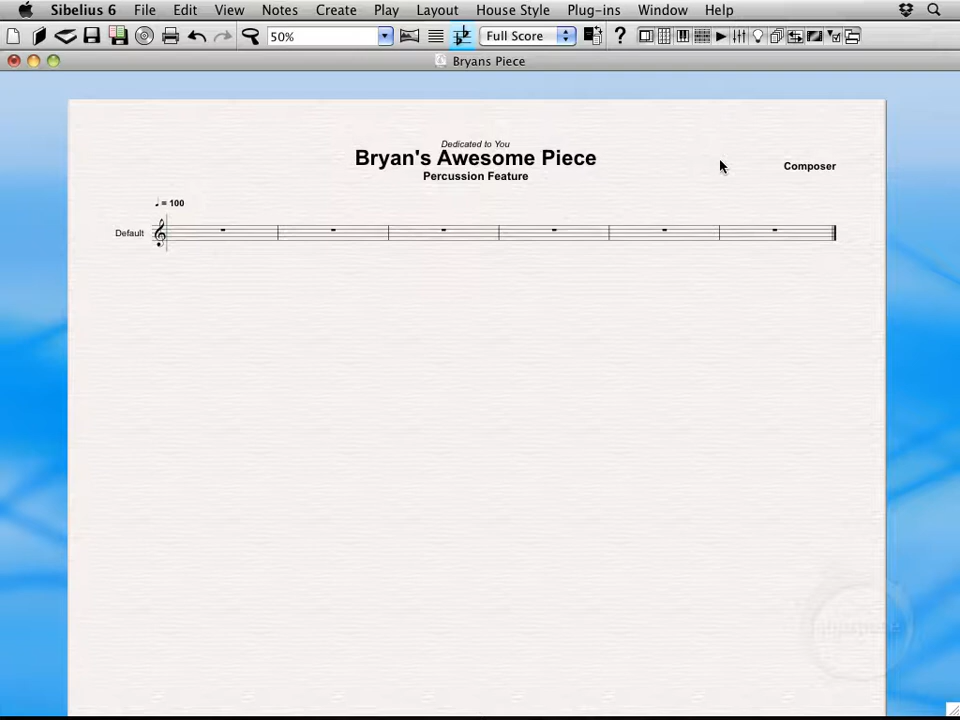 Sibelius 6 File Edit View Notes Create Play Layout House Style Plug-ins Window Help
50% Full Score ?
Bryans Piece
Dedicated to You
Bryan's Awesome Piece
Percussion Feature
Composer
♩ = 100
Default